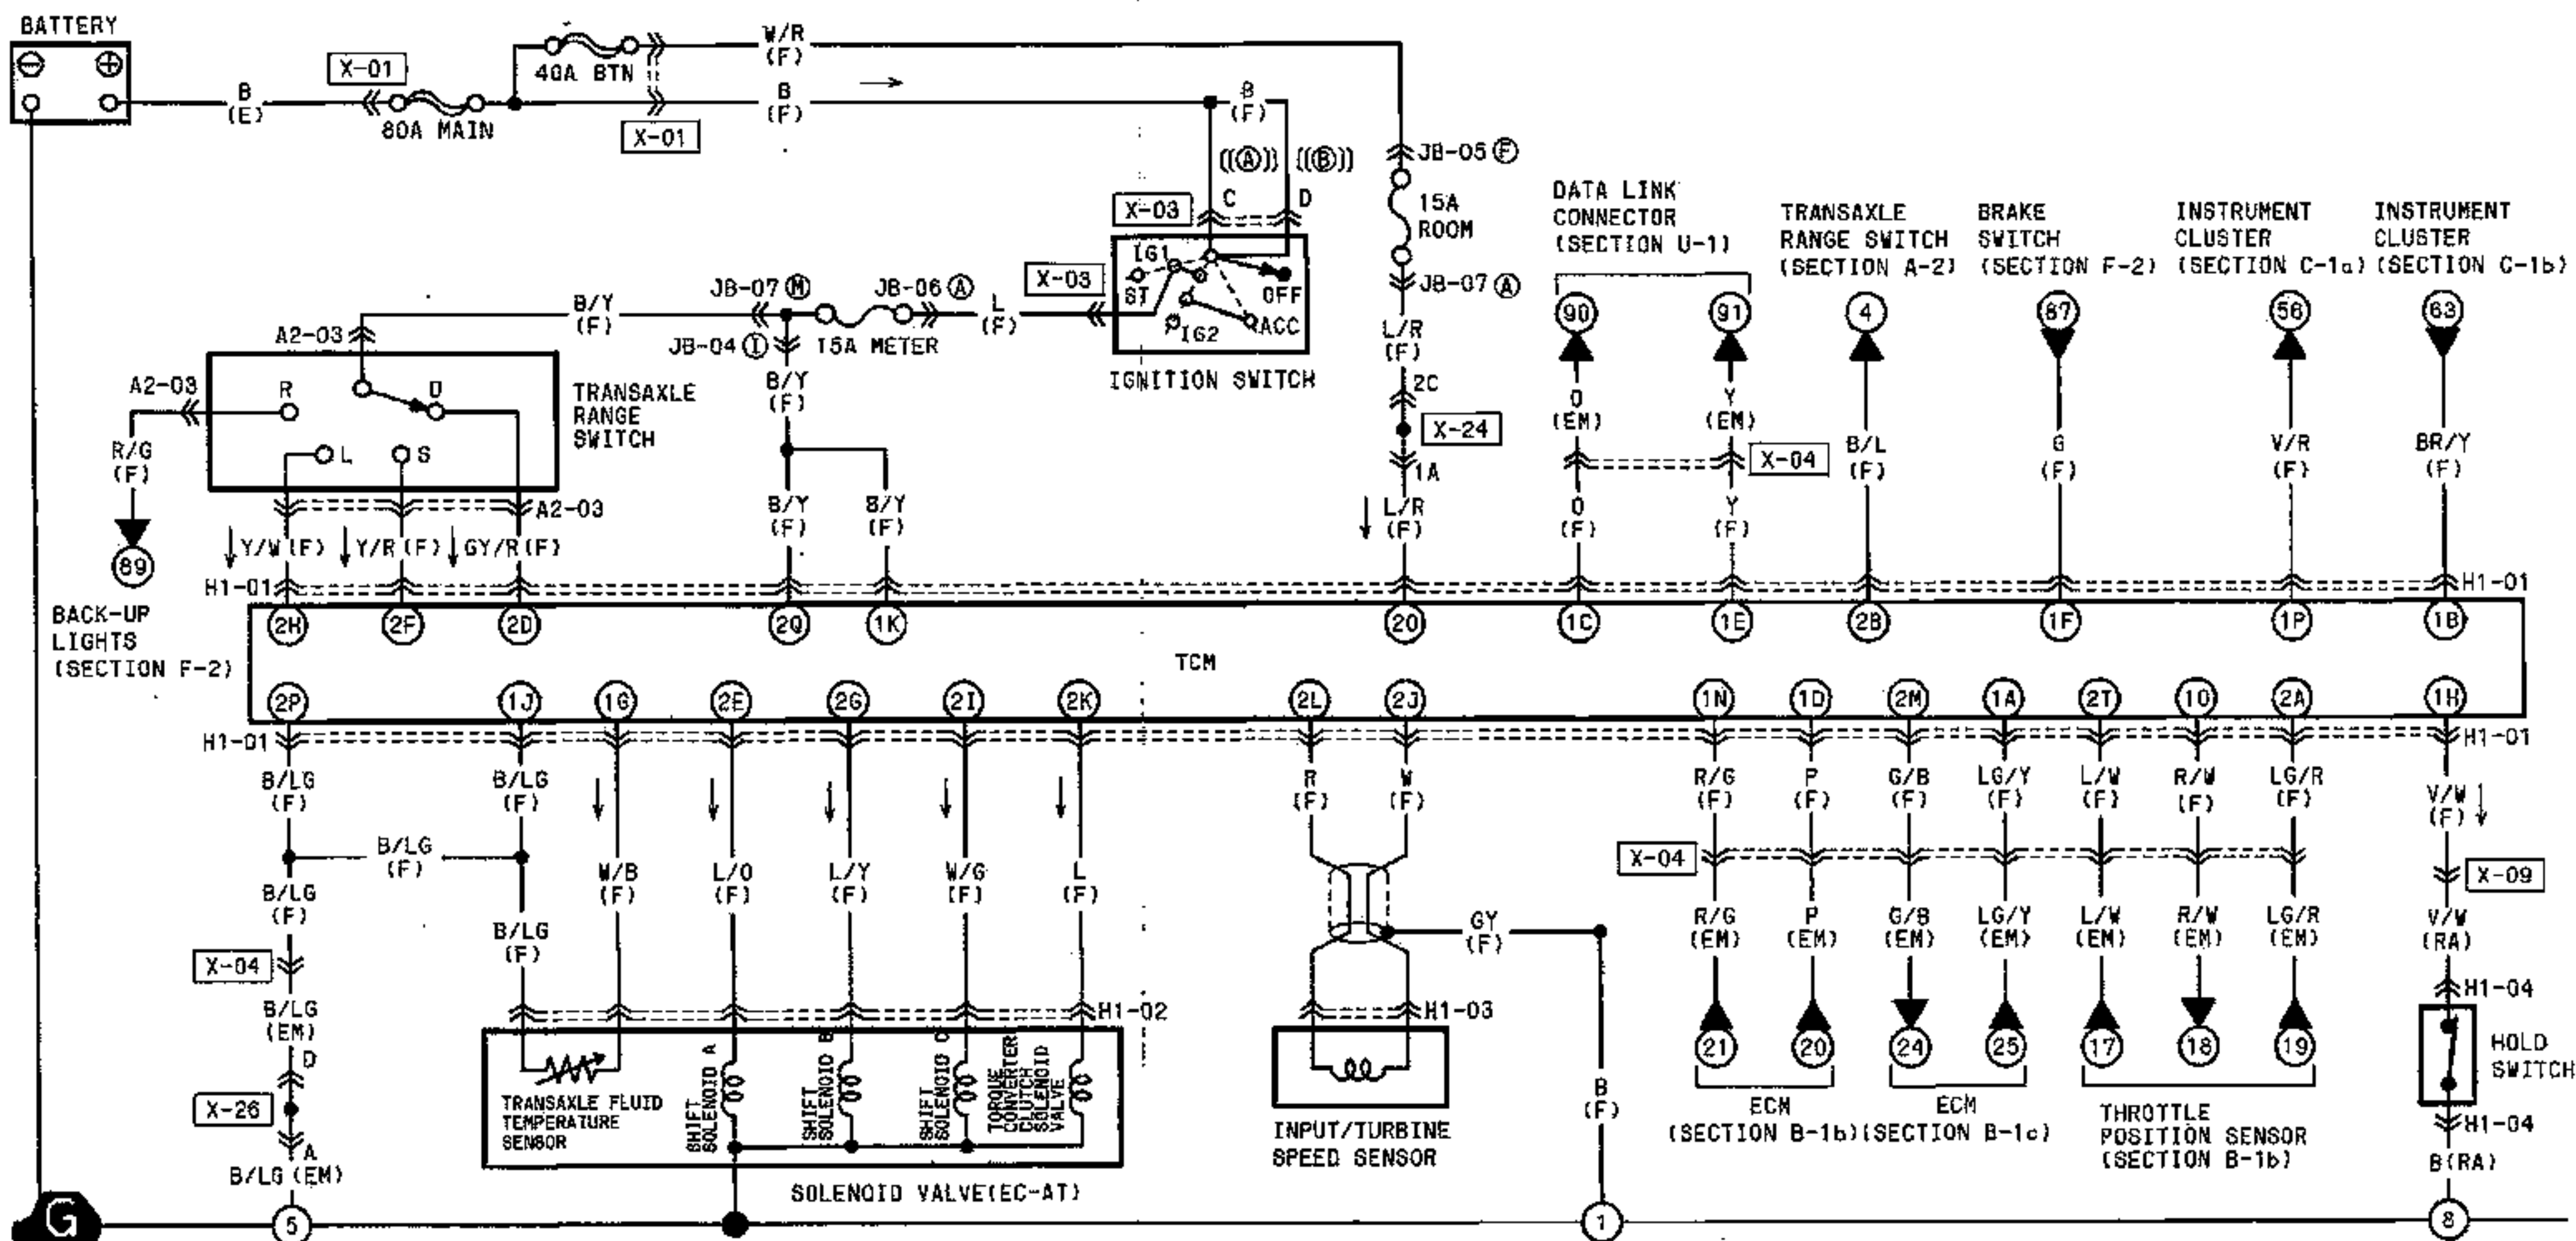 BATTERY
X-01
B
(E)
80A MAIN
40A BTN
W/R
(F)
B
(F)
X-01
B
(F)
((A)) ((B))
C D
X-03
IG1
ST
OFF
IG2
ACC
IGNITION SWITCH
X-03
L
(F)
JB-06 A
15A METER
JB-07 M
JB-04 I
B/Y
(F)
B/Y
(F)
B/Y
(F)
B/Y
(F)
JB-05 F
15A
ROOM
JB-07 A
L/R
(F)
2C
X-24
1A
L/R
(F)
A2-03
A2-03
R
D
L
S
TRANSAXLE
RANGE
SWITCH
R/G
(F)
89
BACK-UP
LIGHTS
(SECTION F-2)
A2-03
Y/W (F)
Y/R (F)
GY/R (F)
H1-01
DATA LINK
CONNECTOR
(SECTION U-1)
90
91
O
(EM)
Y
(EM)
X-04
O
(F)
Y
(F)
TRANSAXLE
RANGE SWITCH
(SECTION A-2)
4
B/L
(F)
BRAKE
SWITCH
(SECTION F-2)
87
G
(F)
INSTRUMENT
CLUSTER
(SECTION C-1a)
56
V/R
(F)
INSTRUMENT
CLUSTER
(SECTION C-1b)
63
BR/Y
(F)
H1-01
2H 2F 2D 2Q 1K 2O 1C 1E 2B 1F 1P 1B
TCM
2P 1J 1G 2E 2G 2I 2K 2L 2J 1N 1D 2M 1A 2T 1O 2A 1H
H1-01
H1-01
B/LG
(F)
B/LG
(F)
B/LG
(F)
B/LG
(F)
B/LG
(F)
X-04
B/LG
(EM)
D
X-26
A
B/LG (EM)
W/B
(F)
L/O
(F)
L/Y
(F)
W/G
(F)
L
(F)
H1-02
TRANSAXLE FLUID
TEMPERATURE
SENSOR
SHIFT
SOLENOID A
SHIFT
SOLENOID B
SHIFT
SOLENOID C
TORQUE
CONVERTER
CLUTCH
SOLENOID
VALVE
SOLENOID VALVE(EC-AT)
R
(F)
W
(F)
GY
(F)
H1-03
INPUT/TURBINE
SPEED SENSOR
B
(F)
R/G
(F)
P
(F)
G/B
(F)
LG/Y
(F)
L/W
(F)
R/W
(F)
LG/R
(F)
X-04
R/G
(EM)
P
(EM)
G/B
(EM)
LG/Y
(EM)
L/W
(EM)
R/W
(EM)
LG/R
(EM)
21 20 24 25 17 18 19
ECM
(SECTION B-1b)
ECM
(SECTION B-1c)
THROTTLE
POSITION SENSOR
(SECTION B-1b)
V/W
(F)
X-09
V/W
(RA)
H1-04
HOLD
SWITCH
H1-04
B(RA)
G
5
1
8